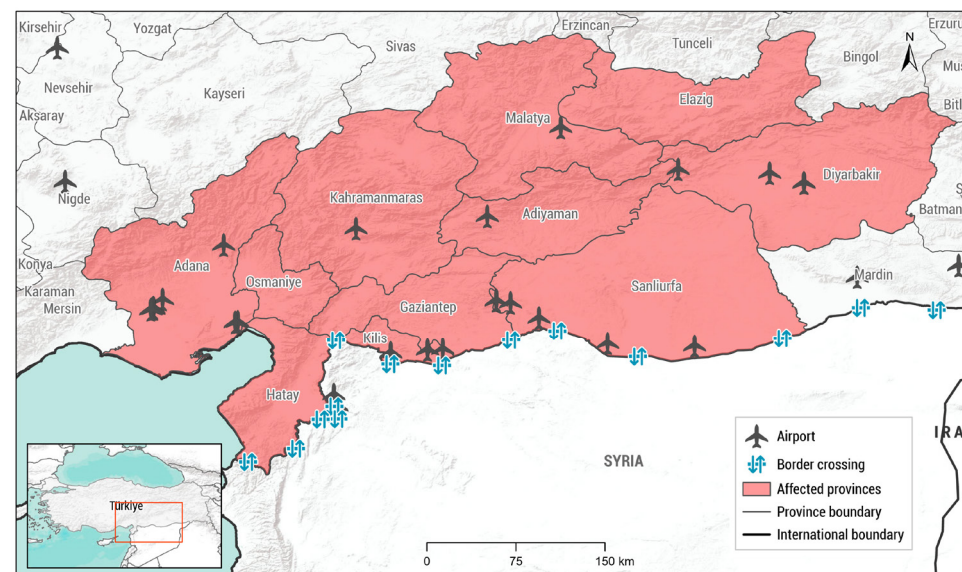 Kirsehir
Yozgat
Erzincan
Erzuru
N
Sivas
Tunceli
Bingol
Mus
Nevsehir
Kayseri
Elazig
Aksaray
Malatya
Bitl
Diyarbakir
Nigde
Kahramanmaras
Adiyaman
Batman
Konya
Adana
Osmaniye
Sanliurfa
Mardin
Karaman
Mersin
Gaziantep
Kilis
Hatay
SYRIA
IRA
Türkiye
Airport
Border crossing
Affected provinces
Province boundary
International boundary
0 75 150 km